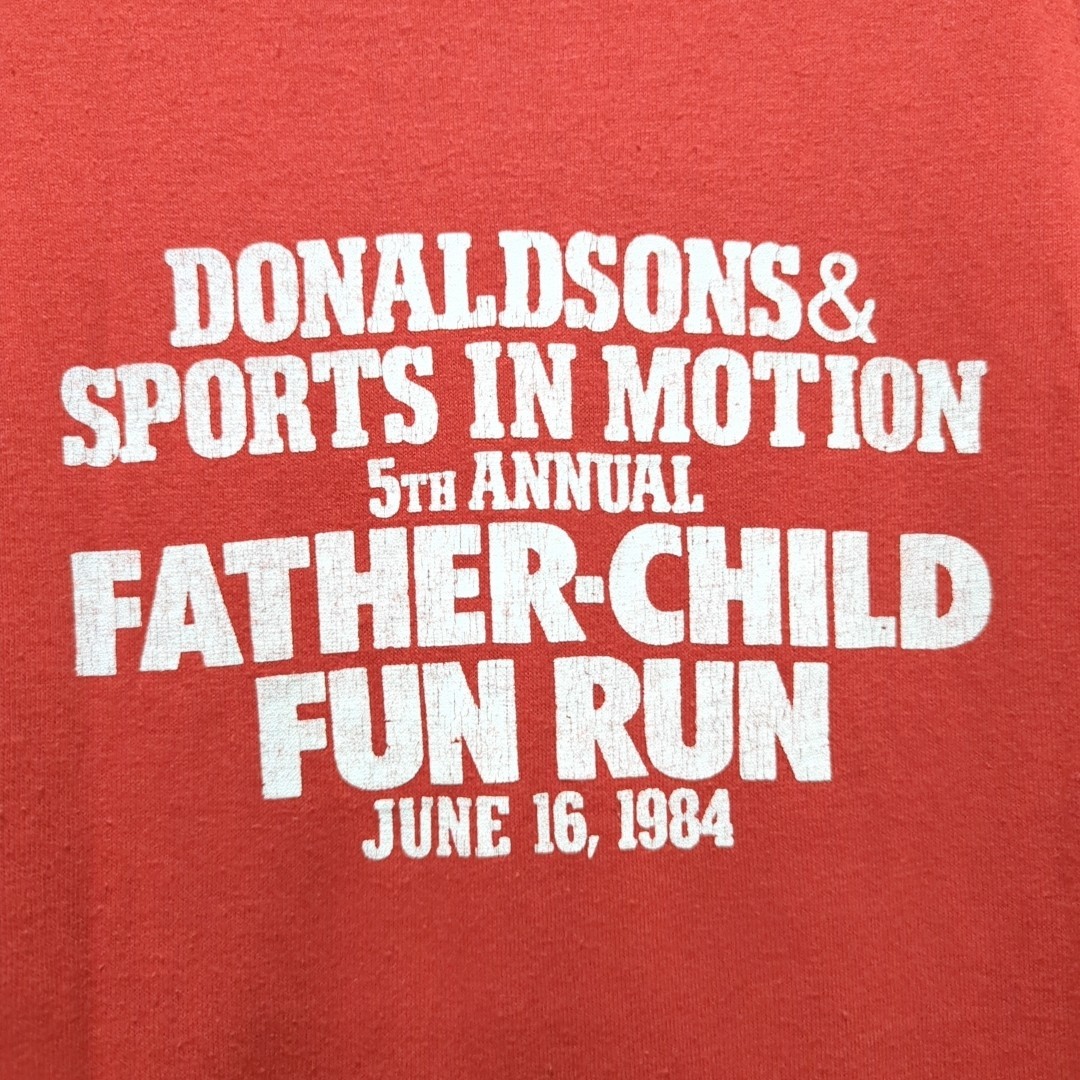 DONALDSONS &
SPORTS IN MOTION
5TH ANNUAL
FATHER-CHILD
FUN RUN
JUNE 16, 1984